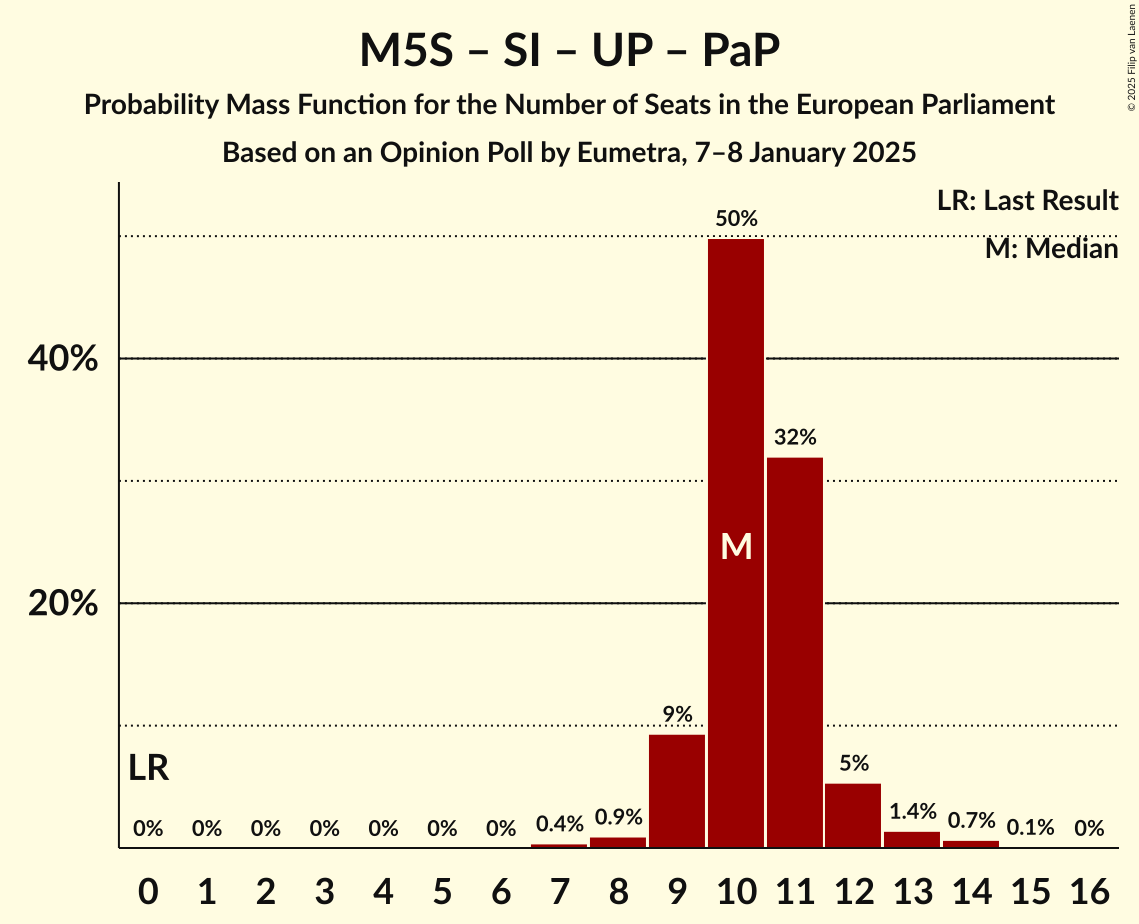 M5S – SI – UP – PaP
Probability Mass Function for the Number of Seats in the European Parliament
Based on an Opinion Poll by Eumetra, 7–8 January 2025
© 2025 Filip van Laenen
LR: Last Result
M: Median
50%
40%
32%
M
20%
9%
LR
5%
0% 0% 0% 0% 0% 0% 0% 0.4% 0.9% 1.4% 0.7% 0.1% 0%
0 1 2 3 4 5 6 7 8 9 10 11 12 13 14 15 16